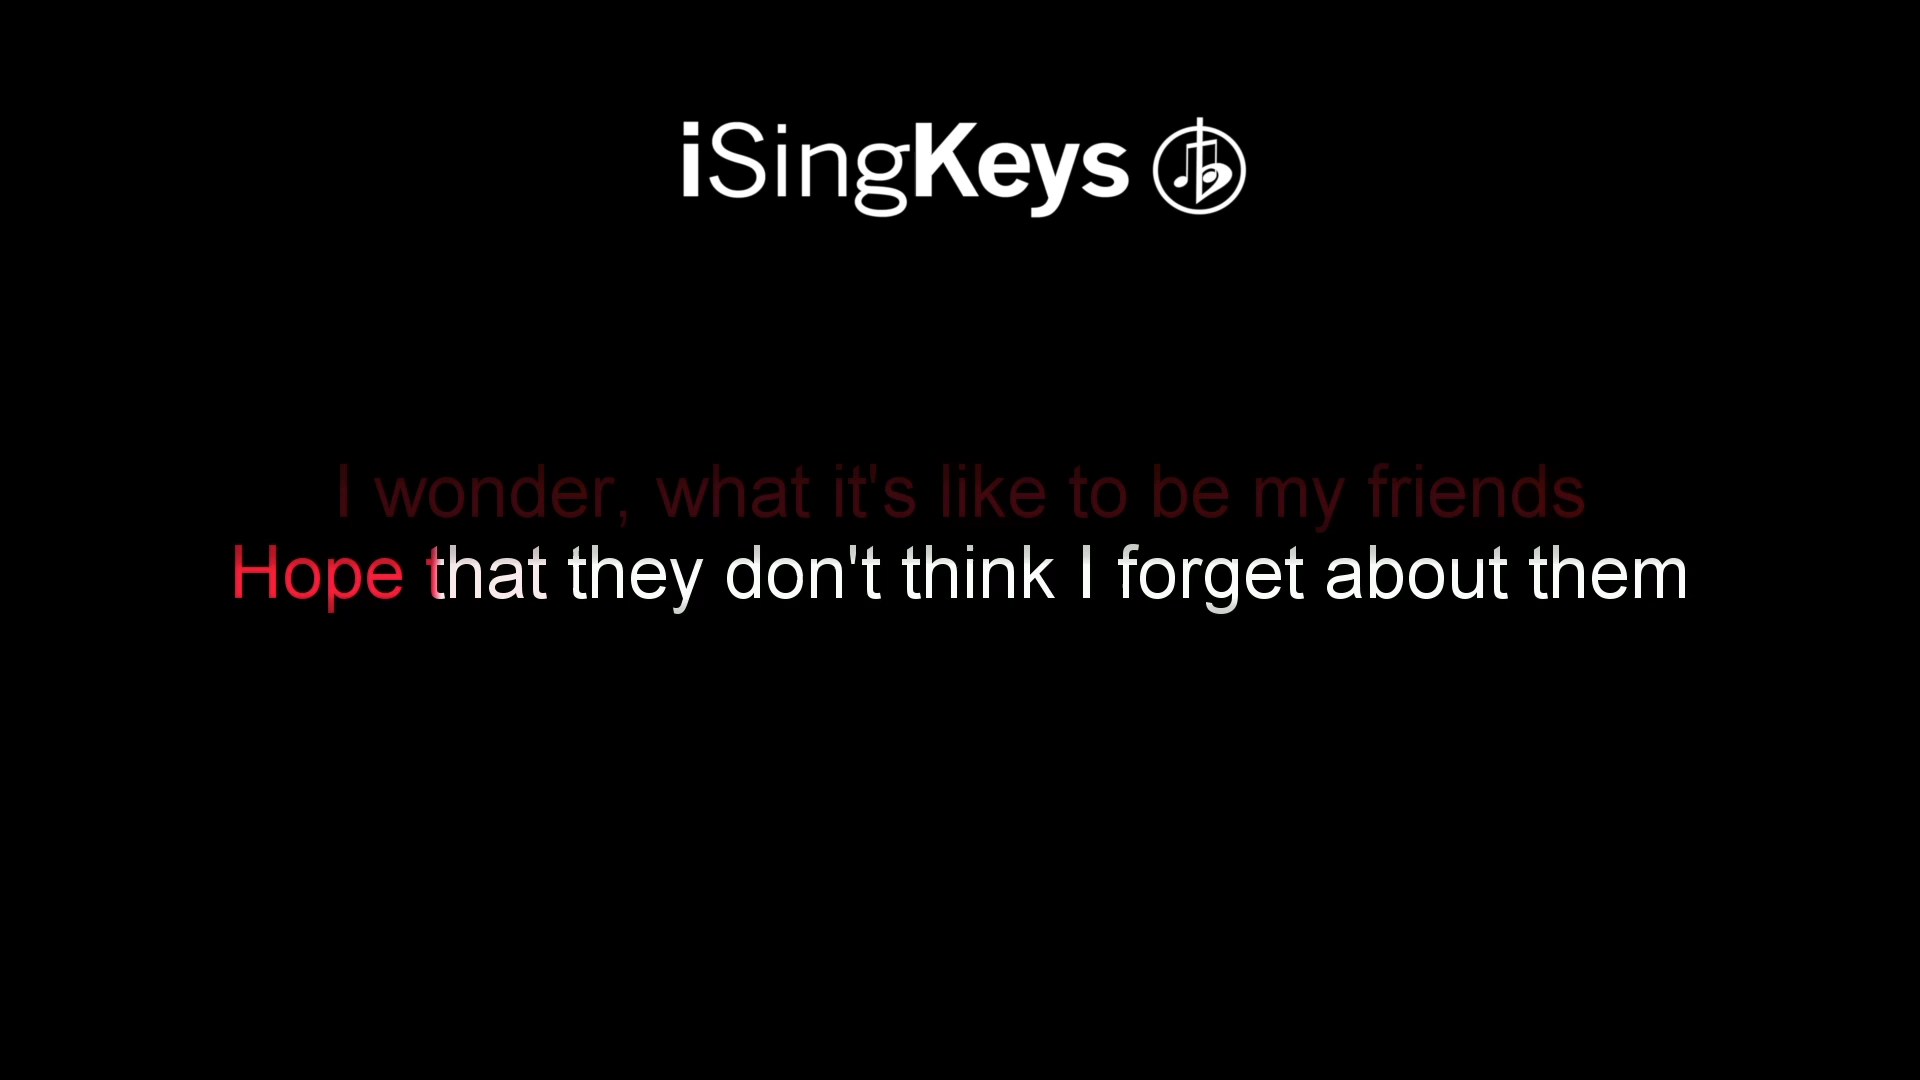 iSingKeys
I wonder, what it's like to be my friends
Hope that they don't think I forget about them